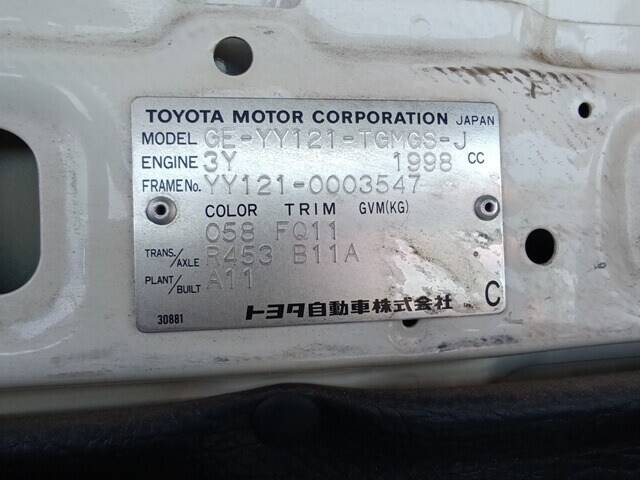 TOYOTA MOTOR CORPORATION JAPAN
MODEL GE-YY121-TGMGS-J
ENGINE 3Y 1998 CC
FRAME No. YY121-0003547
COLOR TRIM GVM(KG)
058 FQ11
TRANS./AXLE R453 B11A
PLANT/BUILT A11
30881 トヨタ自動車株式会社 C